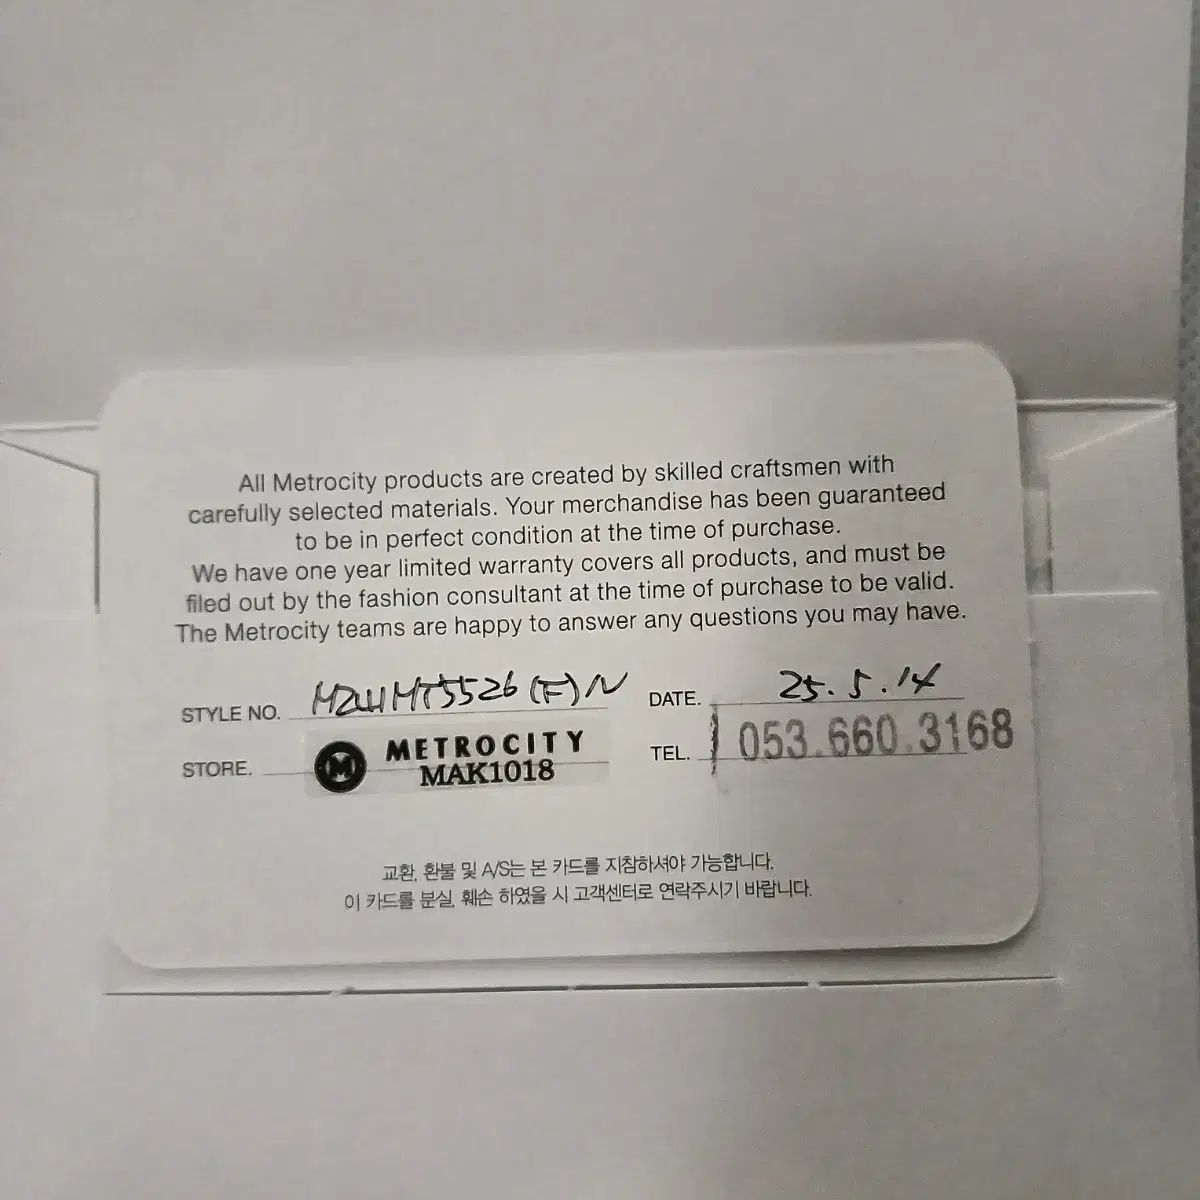 All Metrocity products are created by skilled craftsmen with
carefully selected materials. Your merchandise has been guaranteed
to be in perfect condition at the time of purchase.
We have one year limited warranty covers all products, and must be
filed out by the fashion consultant at the time of purchase to be valid.
The Metrocity teams are happy to answer any questions you may have.
STYLE NO. (F)N DATE. 25.5.14
STORE. M METROCITY TEL. 053.660.3168
MAK1018
교환, 환불 및 A/S는 본 카드를 지참하셔야 가능합니다.
이 카드를 분실, 훼손 하였을 시 고객센터로 연락주시기 바랍니다.